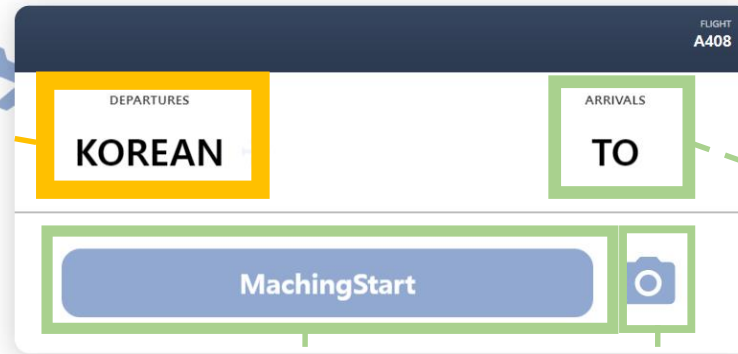 FLIGHT
A408
DEPARTURES
ARRIVALS
KOREAN
TO
MachingStart